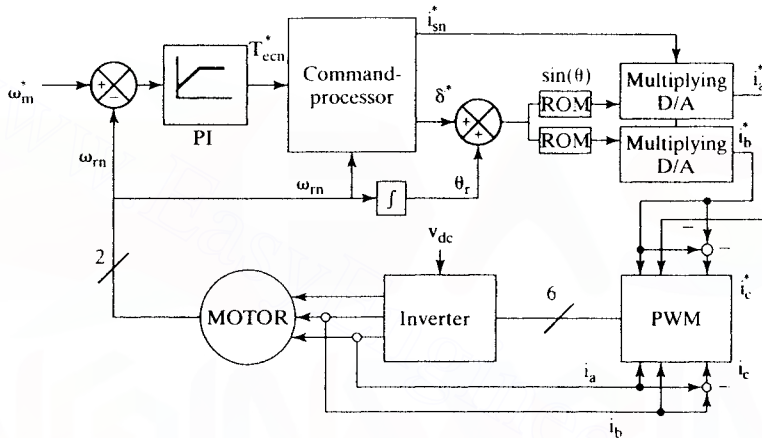 i*sn
T*ecn
Command-
processor
sin(θ)
Multiplying
D/A
i*a
ω*m
+
−
δ*
+
+
ROM
ROM
Multiplying
D/A
i*b
PI
ωrn
ωrn
∫
θr
vdc
2
6
−
−
i*c
MOTOR
Inverter
PWM
ia
ic
−
ib